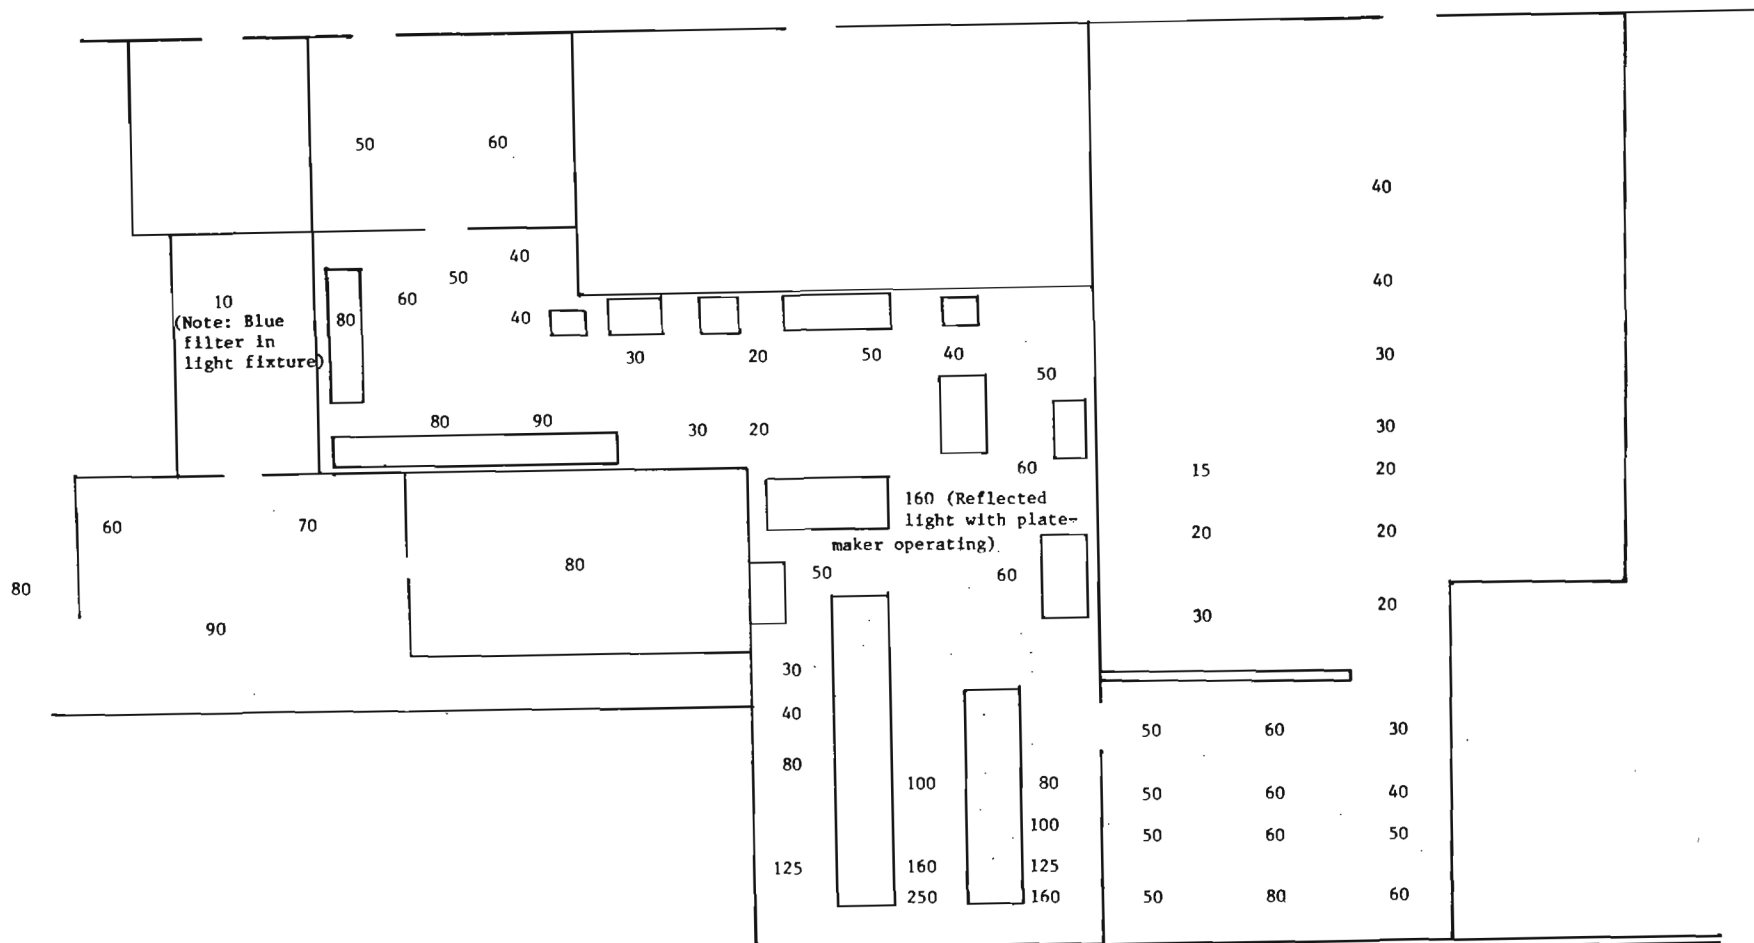 50 60
40
40
50
10
60
40
(Note: Blue
filter in
light fixture)
80
40
30 20 50 40
30
50
80 90
30 20
30
60
15 20
160 (Reflected
light with plate-
maker operating)
60 70
20 20
80
50 60
80
20
30
90
30
40
50 60 30
80
100 80
50 60 40
100
50 60 50
125
160 125
250 160
50 80 60